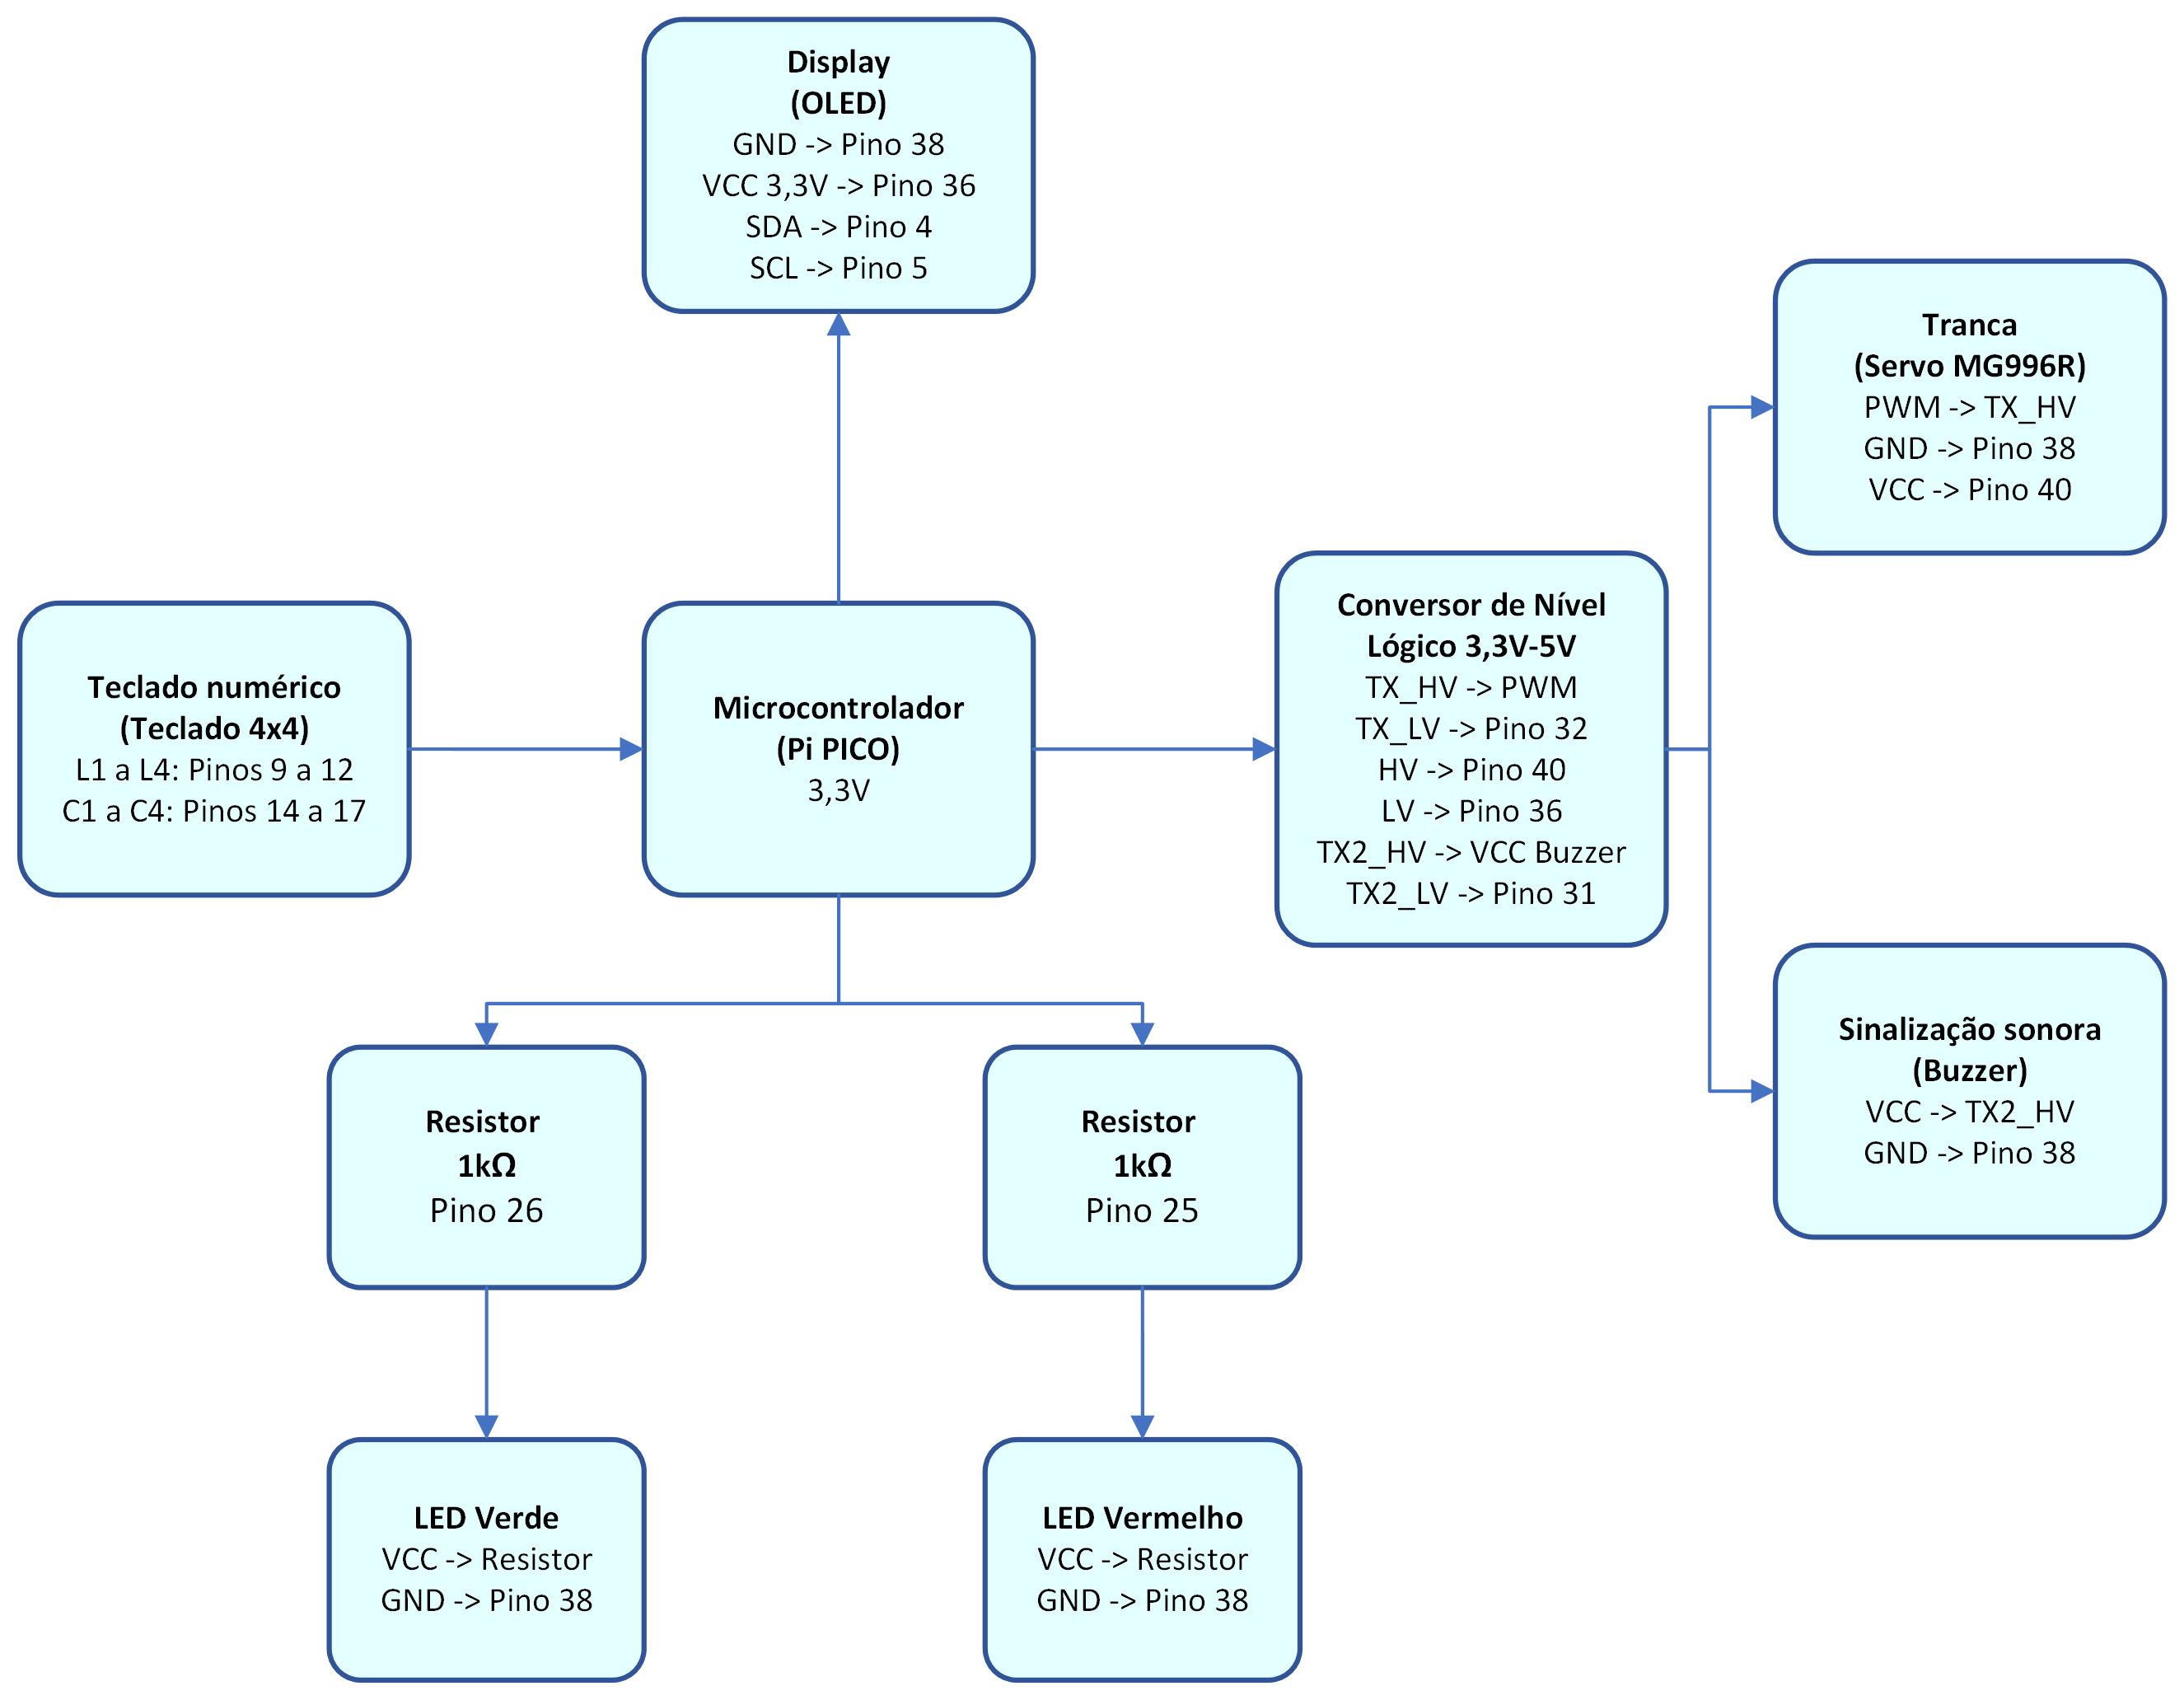 Display
(OLED)
GND -> Pino 38
VCC 3,3V -> Pino 36
SDA -> Pino 4
SCL -> Pino 5
Tranca
(Servo MG996R)
PWM -> TX_HV
GND -> Pino 38
VCC -> Pino 40
Teclado numérico
(Teclado 4x4)
L1 a L4: Pinos 9 a 12
C1 a C4: Pinos 14 a 17
Microcontrolador
(Pi PICO)
3,3V
Conversor de Nível
Lógico 3,3V-5V
TX_HV -> PWM
TX_LV -> Pino 32
HV -> Pino 40
LV -> Pino 36
TX2_HV -> VCC Buzzer
TX2_LV -> Pino 31
Sinalização sonora
(Buzzer)
VCC -> TX2_HV
GND -> Pino 38
Resistor
1kΩ
Pino 26
Resistor
1kΩ
Pino 25
LED Verde
VCC -> Resistor
GND -> Pino 38
LED Vermelho
VCC -> Resistor
GND -> Pino 38